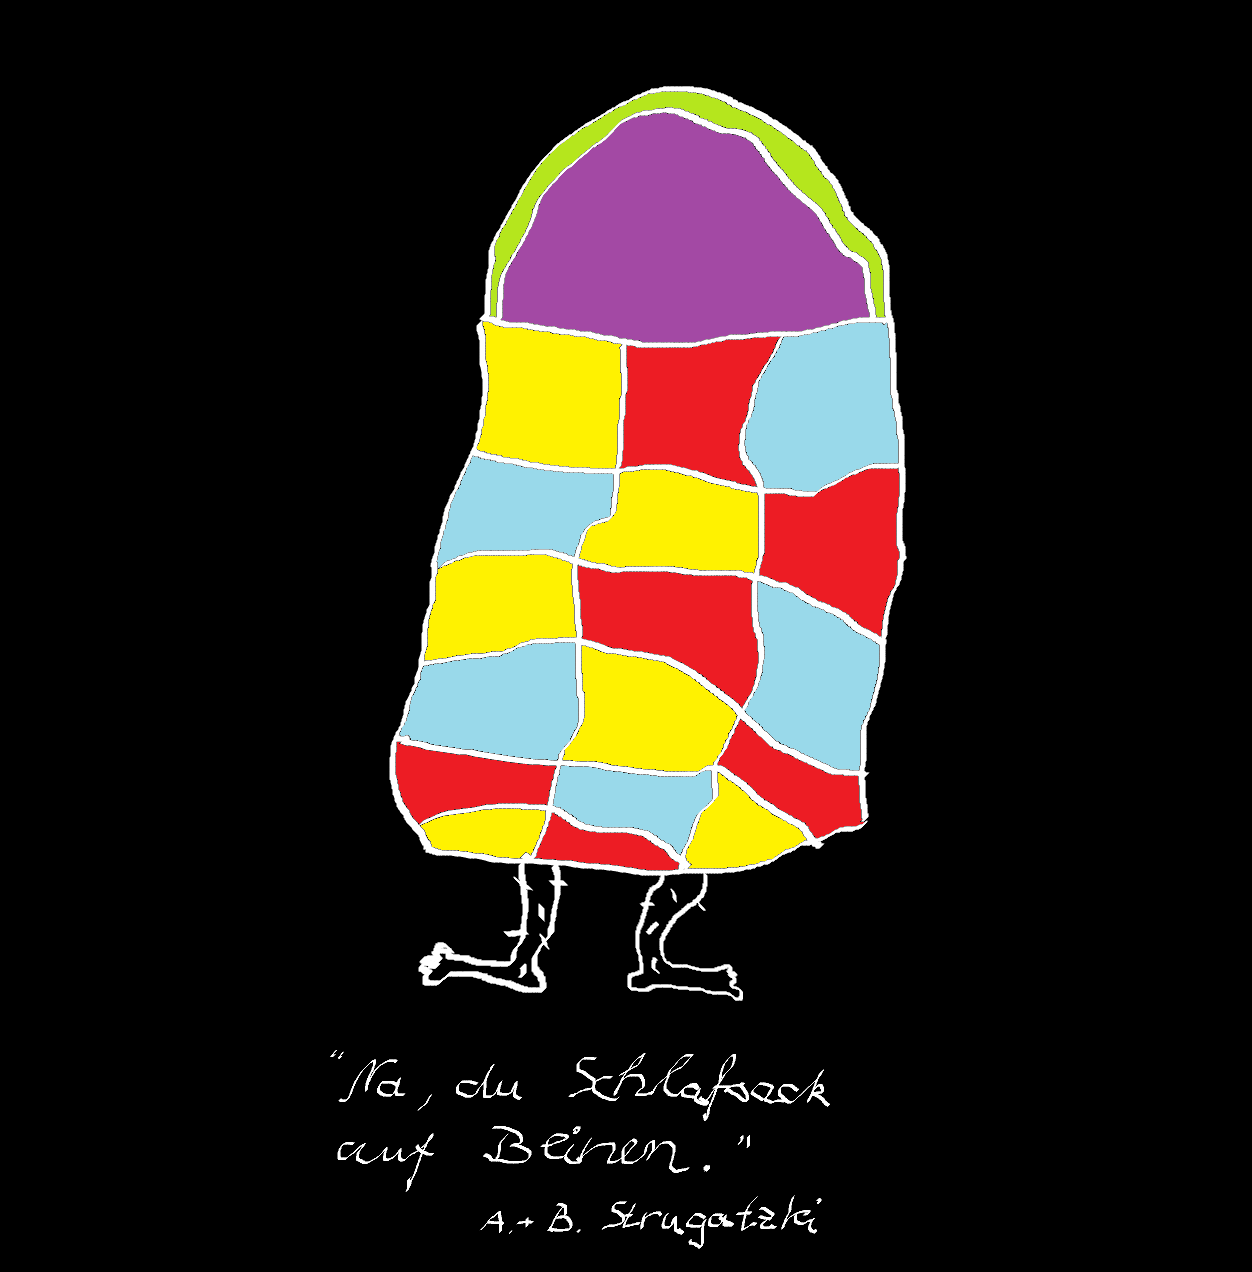 "Na, du Schlafsack
auf Beinen."
A. + B. Strugatzki